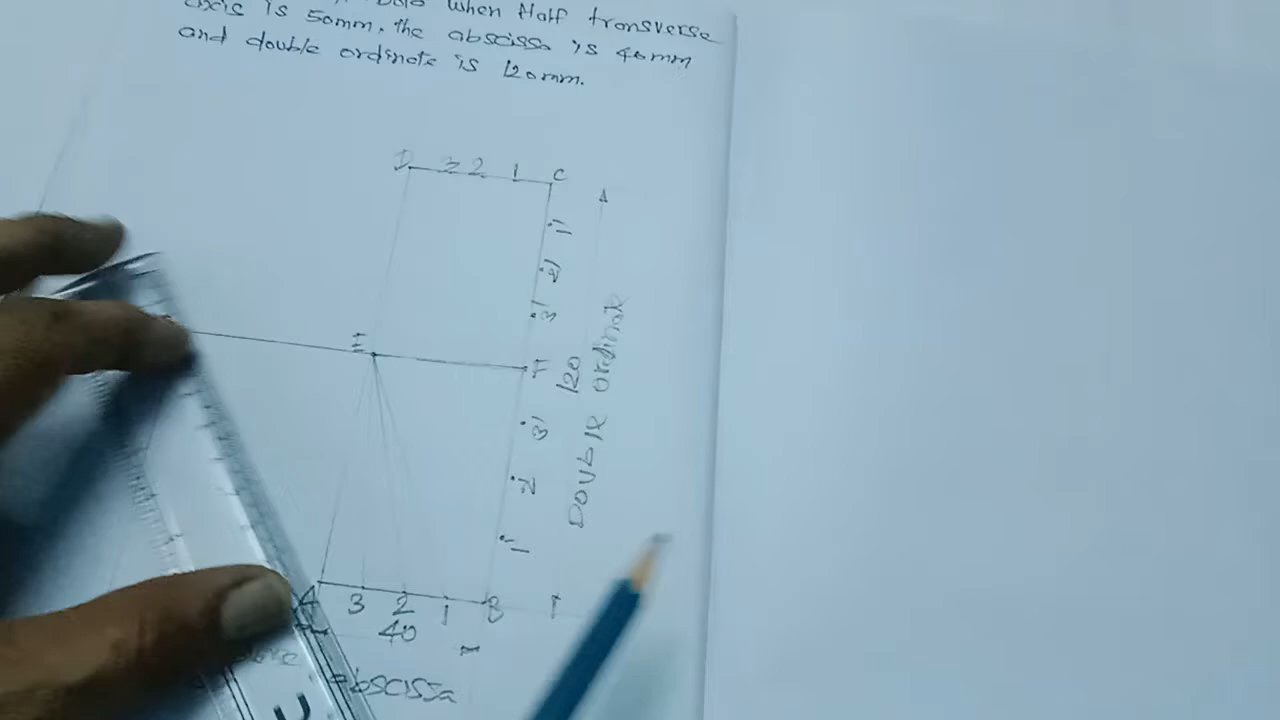 when Half transverse
axis is 50mm, the abscissa is 40mm
and double ordinate is 120mm.
D 3 2 1 C
1'
2'
3'
E
F
120
Double ordinate
3'
2'
1'
A 3 2 1 B
40
abscissa